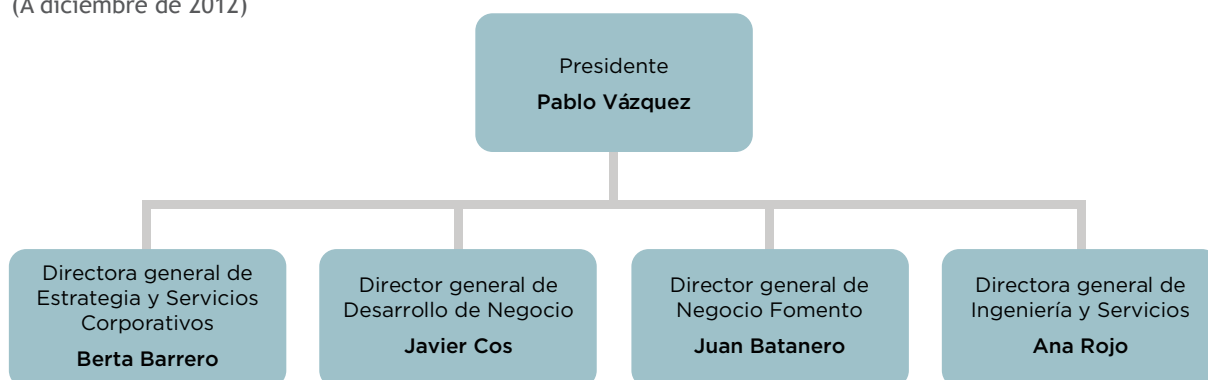 (A diciembre de 2012)
Presidente
Pablo Vázquez
Directora general de
Estrategia y Servicios
Corporativos
Berta Barrero
Director general de
Desarrollo de Negocio
Javier Cos
Director general de
Negocio Fomento
Juan Batanero
Directora general de
Ingeniería y Servicios
Ana Rojo